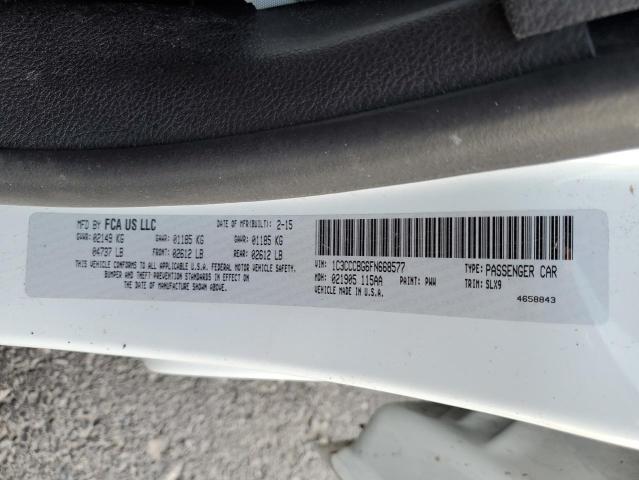 MFD BY FCA US LLC DATE OF MFR(BUILT): 2-15
GVWR: 02149 KG GAWR: 01185 KG GAWR: 01185 KG
04737 LB FRONT: 02612 LB REAR: 02612 LB
THIS VEHICLE CONFORMS TO ALL APPLICABLE U.S.A. FEDERAL MOTOR VEHICLE SAFETY,
BUMPER AND THEFT PREVENTION STANDARDS IN EFFECT ON
THE DATE OF MANUFACTURE SHOWN ABOVE.
VIN: 1C3CCCBG6FN668577 TYPE: PASSENGER CAR
MDH: 021905 115AA PAINT: PWW TRIM: SLX9
VEHICLE MADE IN U.S.A. 4658843